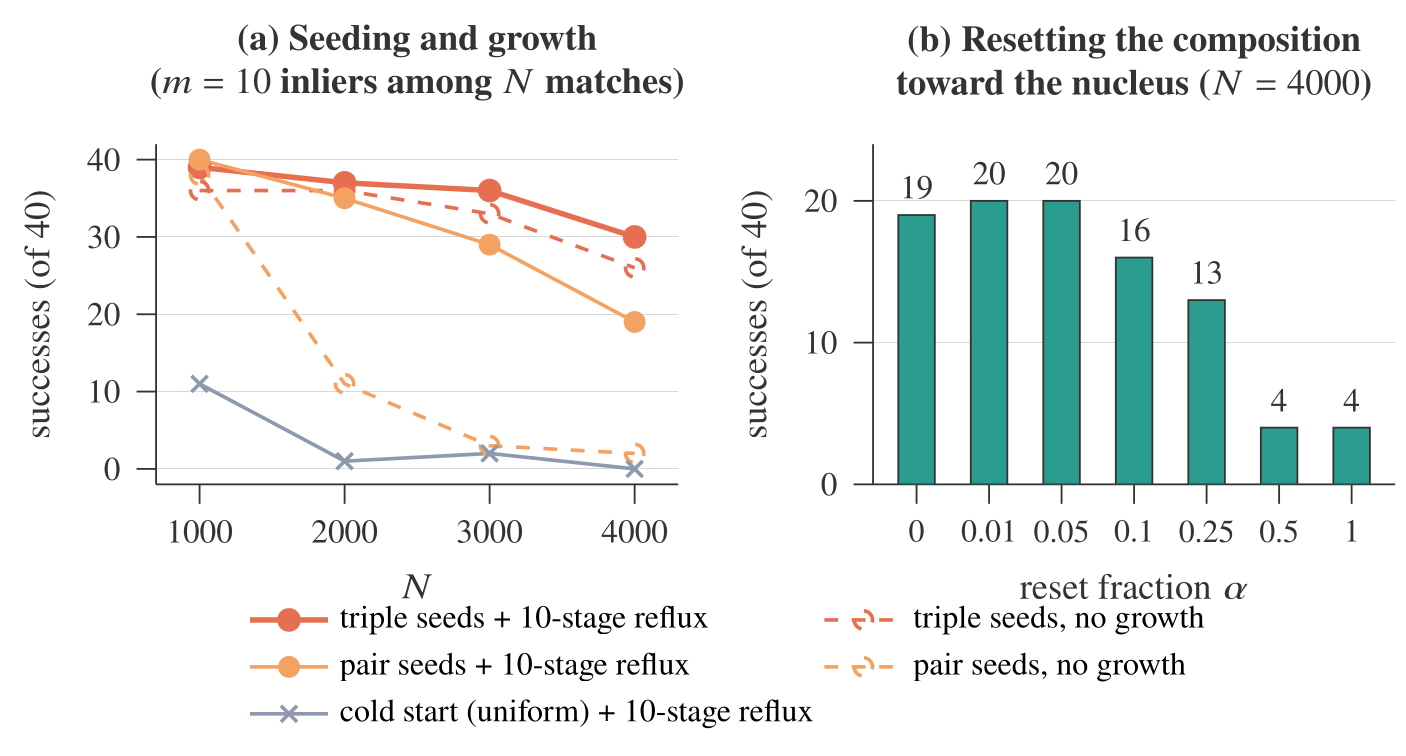 (a) Seeding and growth
(m = 10 inliers among N matches)
successes (of 40)
40
30
20
10
0
1000 2000 3000 4000
N
(b) Resetting the composition
toward the nucleus (N = 4000)
successes (of 40)
20
10
0
19 20 20 16 13 4 4
0 0.01 0.05 0.1 0.25 0.5 1
reset fraction α
triple seeds + 10-stage reflux
pair seeds + 10-stage reflux
cold start (uniform) + 10-stage reflux
triple seeds, no growth
pair seeds, no growth